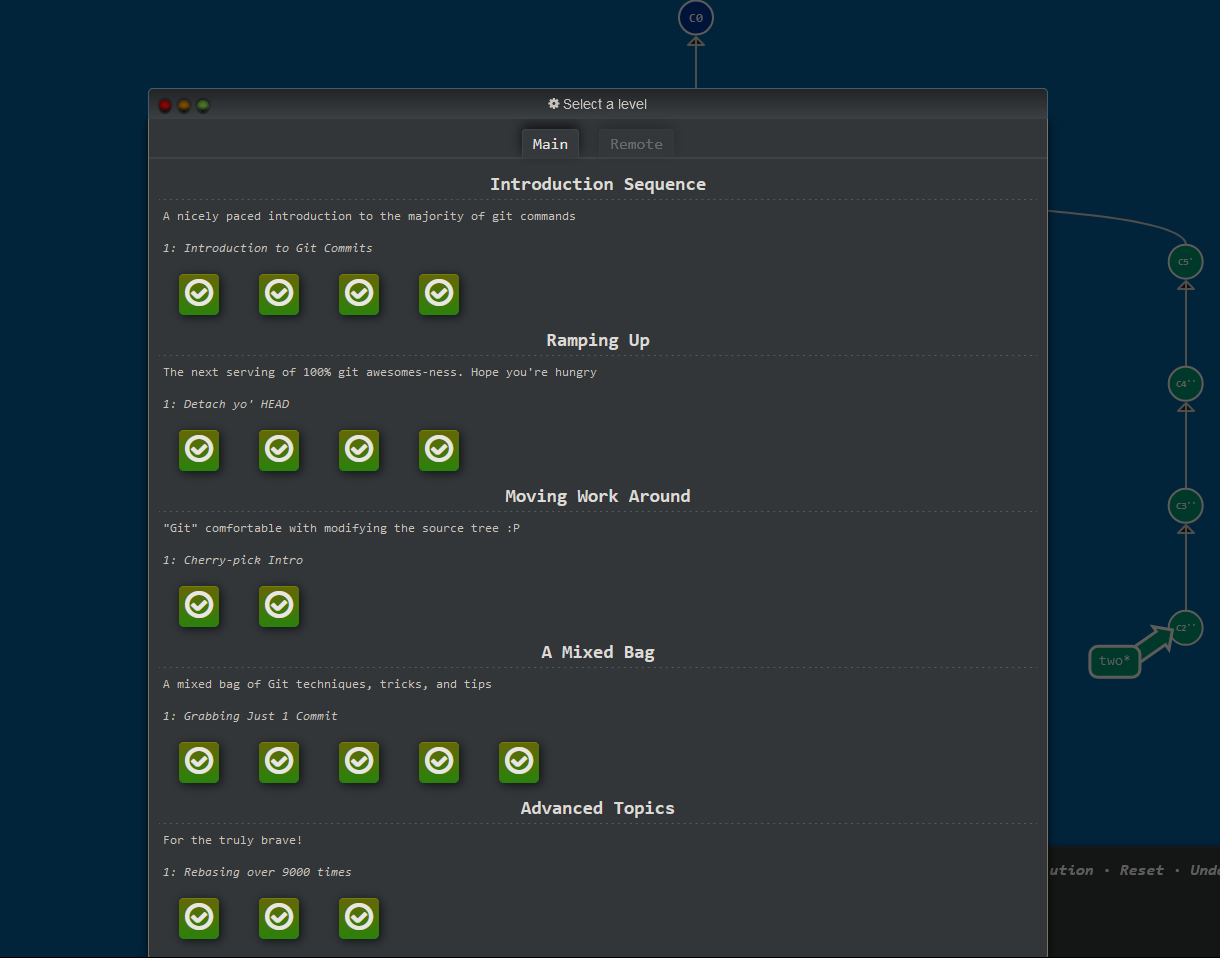 C0
Select a level
Main
Remote
Introduction Sequence
A nicely paced introduction to the majority of git commands
1: Introduction to Git Commits
Ramping Up
The next serving of 100% git awesomes-ness. Hope you're hungry
1: Detach yo' HEAD
Moving Work Around
"Git" comfortable with modifying the source tree :P
1: Cherry-pick Intro
A Mixed Bag
A mixed bag of Git techniques, tricks, and tips
1: Grabbing Just 1 Commit
Advanced Topics
For the truly brave!
1: Rebasing over 9000 times
C5'
C4''
C3''
C2''
two*
ution · Reset · Undo